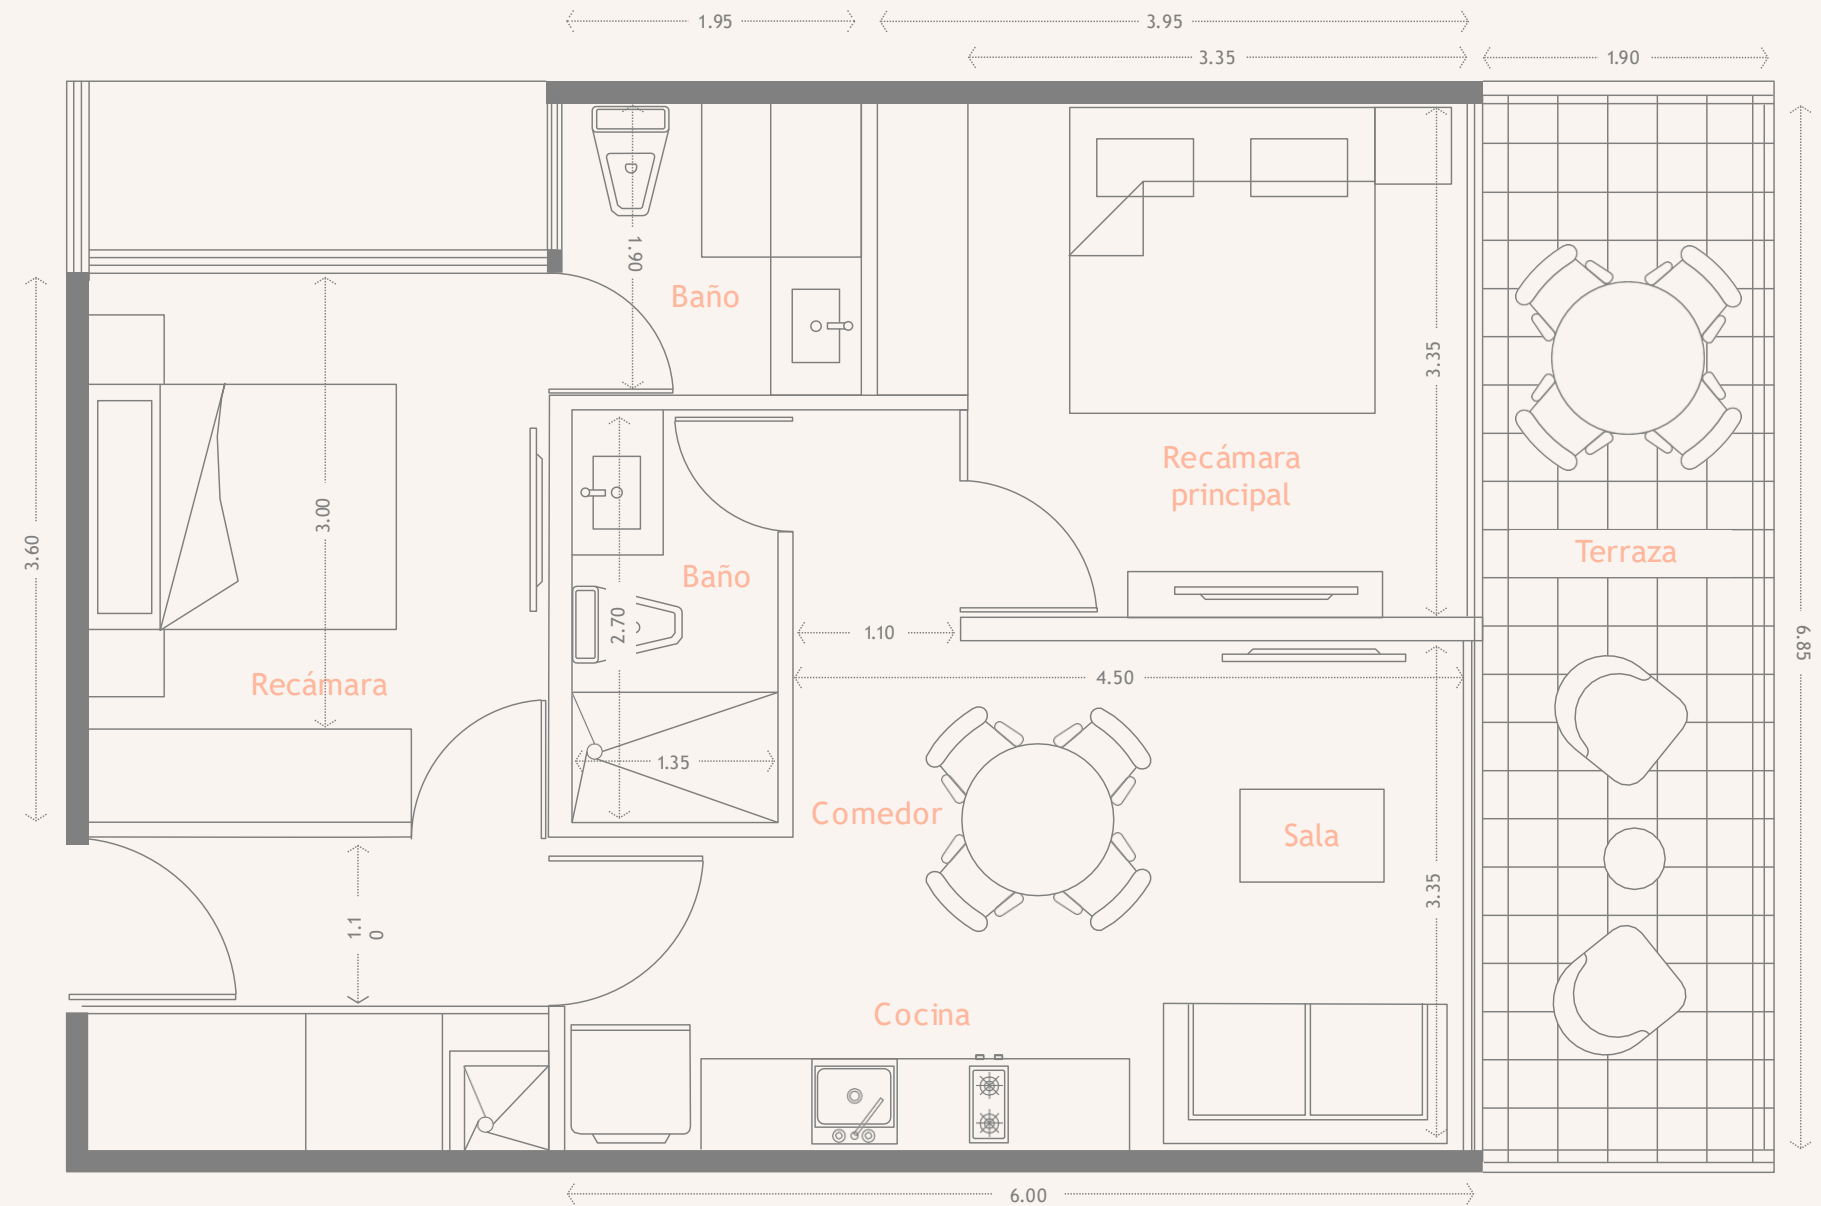 1.95
3.95
3.35
1.90
1.90
Baño
3.35
Recámara
principal
3.00
3.60
Terraza
Baño
2.70
1.10
6.85
4.50
Recámara
1.35
Comedor
Sala
3.35
1.1
0
Cocina
6.00